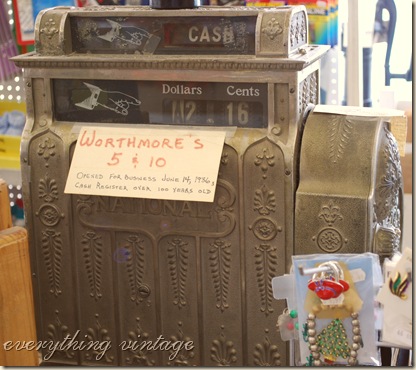 CASH
Dollars Cents
12 16
WORTHMORE'S
5 & 10
OPENED FOR BUSINESS JUNE 14, 1936,
CASH REGISTER OVER 100 YEARS OLD
everything vintage